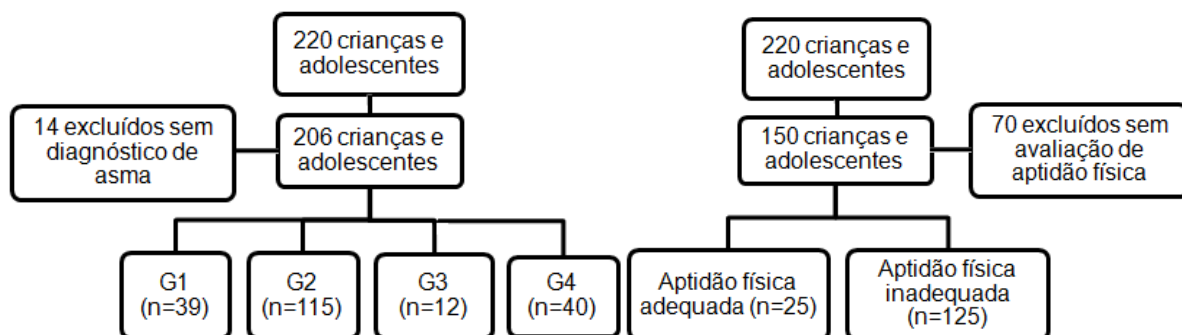 220 crianças e
adolescentes
14 excluídos sem
diagnóstico de
asma
206 crianças e
adolescentes
G1
(n=39)
G2
(n=115)
G3
(n=12)
G4
(n=40)
220 crianças e
adolescentes
150 crianças e
adolescentes
70 excluídos sem
avaliação de
aptidão física
Aptidão física
adequada (n=25)
Aptidão física
inadequada
(n=125)